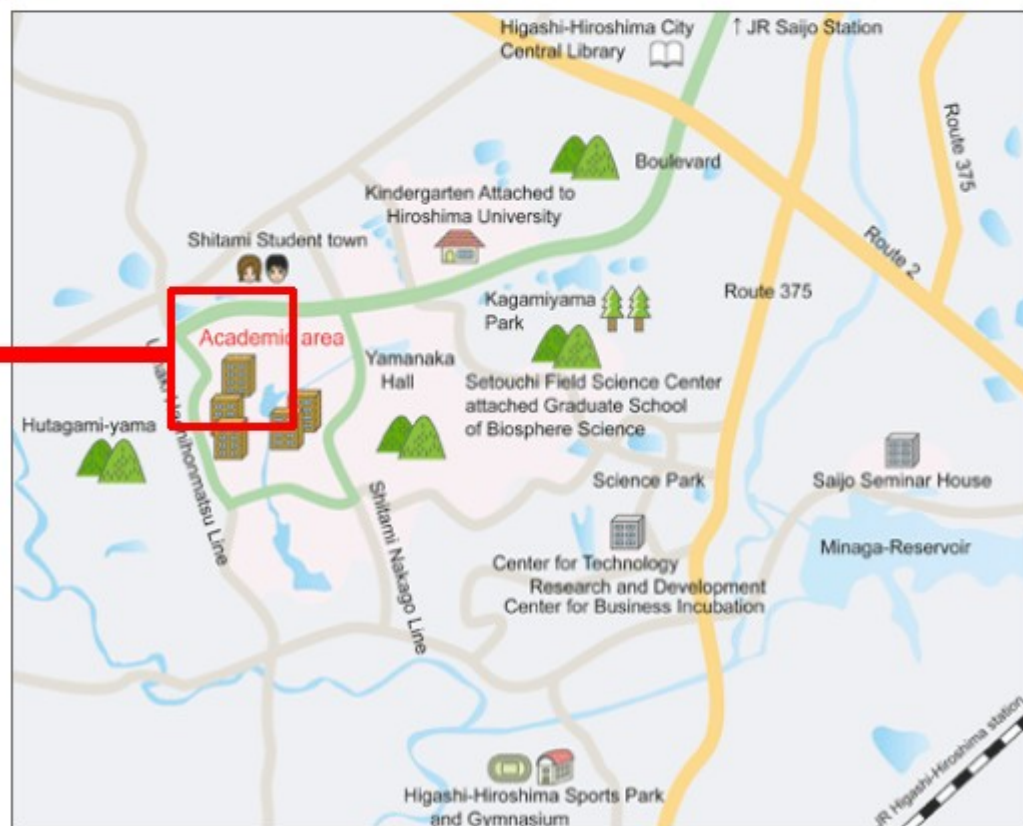 Higashi-Hiroshima City
Central Library
↑ JR Saijo Station
Route 375
Boulevard
Kindergarten Attached to
Hiroshima University
Shitami Student town
Route 2
Kagamiyama
Park
Route 375
Academic area
Yamanaka
Hall
Setouchi Field Science Center
attached Graduate School
of Biosphere Science
Hutagami-yama
Hachihonmatsu Line
Science Park
Saijo Seminar House
Shitami Nakago Line
Minaga-Reservoir
Center for Technology
Research and Development
Center for Business Incubation
JR Higashi-Hiroshima station
Higashi-Hiroshima Sports Park
and Gymnasium